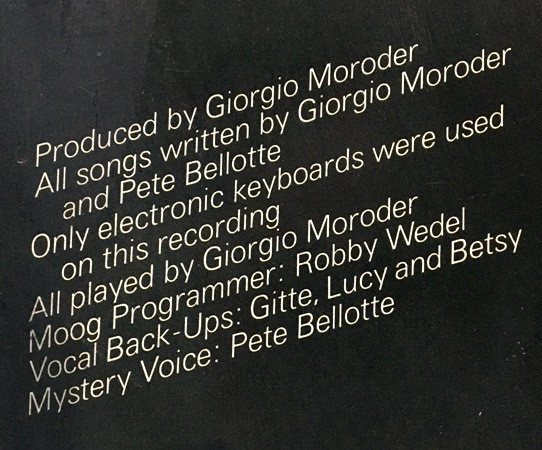 Produced by Giorgio Moroder
All songs written by Giorgio Moroder
and Pete Bellotte
Only electronic keyboards were used
on this recording
All played by Giorgio Moroder
Moog Programmer: Robby Wedel
Vocal Back-Ups: Gitte, Lucy and Betsy
Mystery Voice: Pete Bellotte